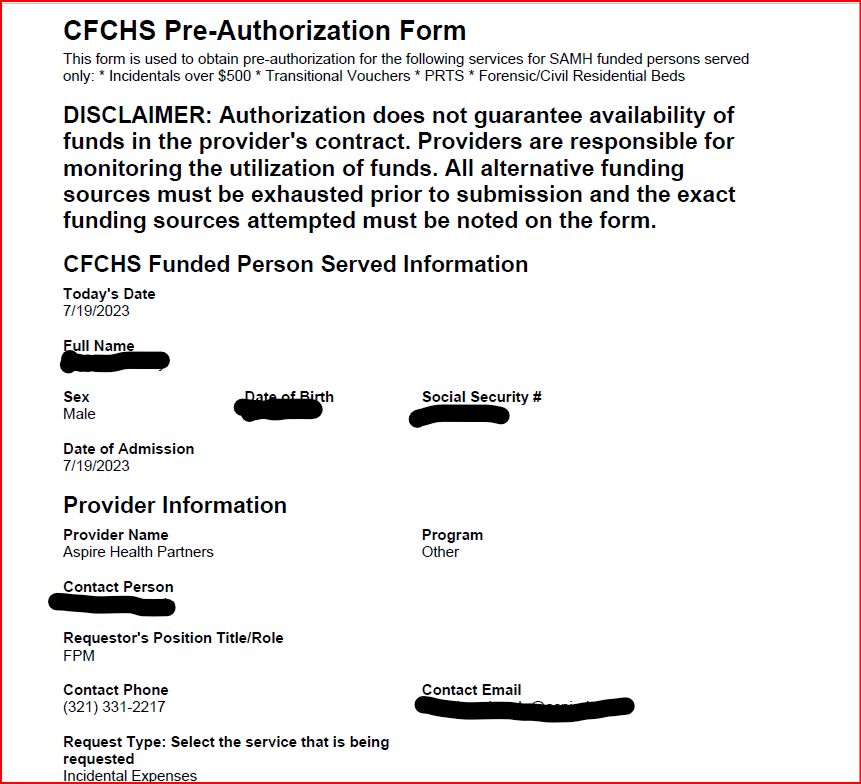 CFCHS Pre-Authorization Form
This form is used to obtain pre-authorization for the following services for SAMH funded persons served
only: * Incidentals over $500 * Transitional Vouchers * PRTS * Forensic/Civil Residential Beds
DISCLAIMER: Authorization does not guarantee availability of
funds in the provider's contract. Providers are responsible for
monitoring the utilization of funds. All alternative funding
sources must be exhausted prior to submission and the exact
funding sources attempted must be noted on the form.
CFCHS Funded Person Served Information
Today's Date
7/19/2023
Full Name
Sex Date of Birth Social Security #
Male
Date of Admission
7/19/2023
Provider Information
Provider Name Program
Aspire Health Partners Other
Contact Person
Requestor's Position Title/Role
FPM
Contact Phone Contact Email
(321) 331-2217
Request Type: Select the service that is being
requested
Incidental Expenses